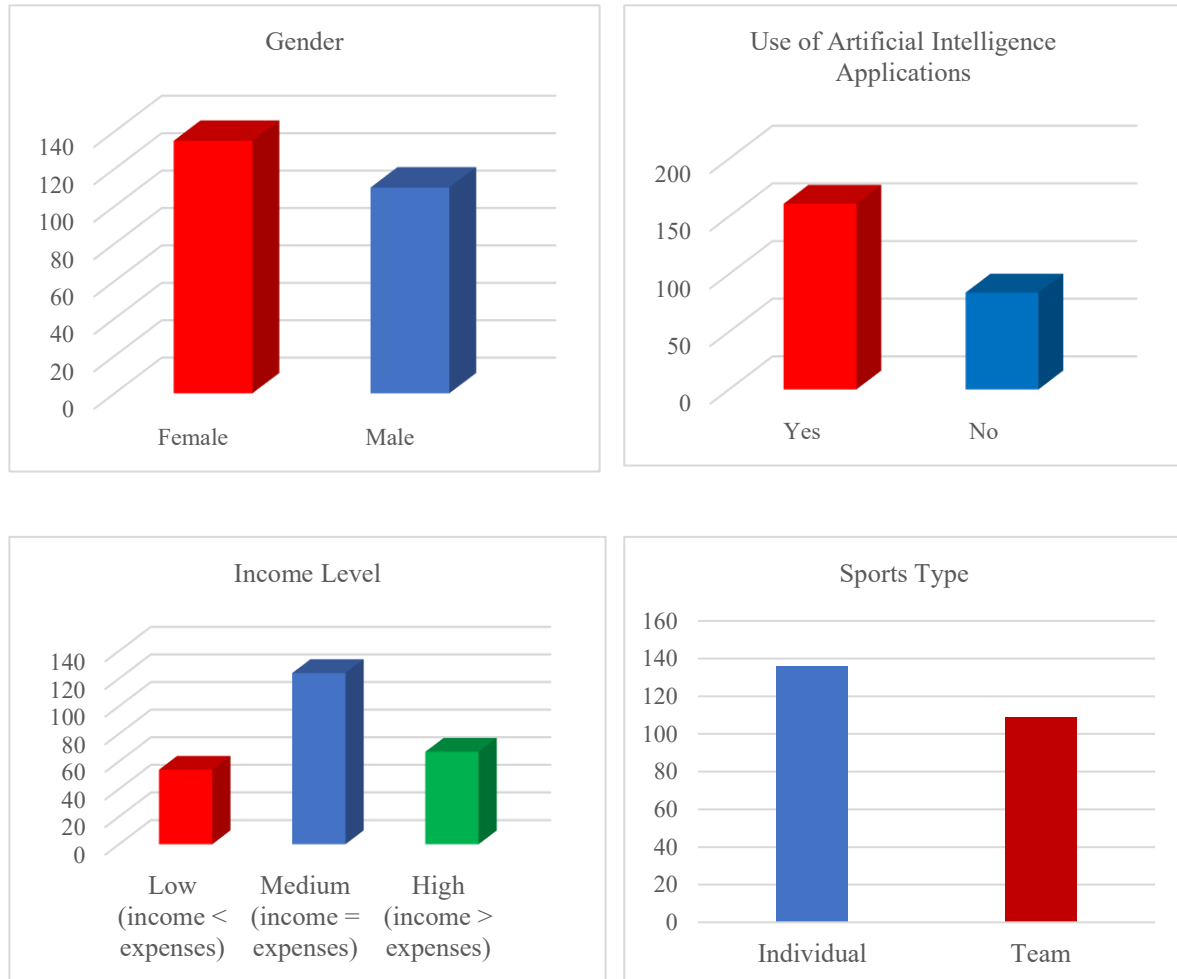 Gender
140
120
100
80
60
40
20
0
Female Male
Use of Artificial Intelligence
Applications
200
150
100
50
0
Yes No
Income Level
140
120
100
80
60
40
20
0
Low Medium High
(income < (income = (income >
expenses) expenses) expenses)
Sports Type
160
140
120
100
80
60
40
20
0
Individual Team